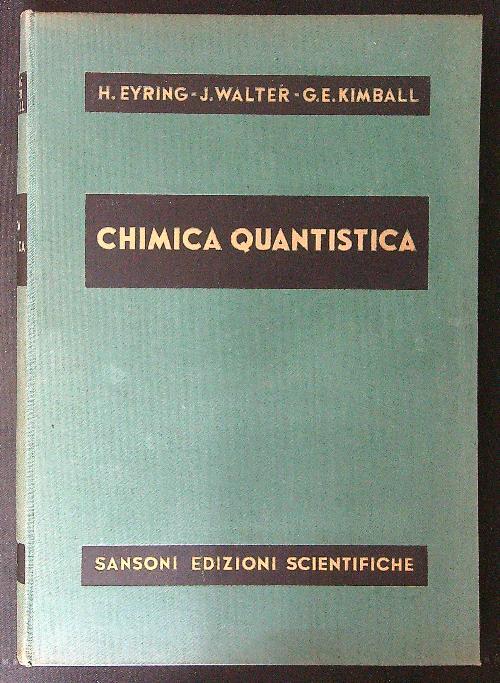 H. EYRING - J. WALTER - G.E. KIMBALL
CHIMICA QUANTISTICA
SANSONI EDIZIONI SCIENTIFICHE